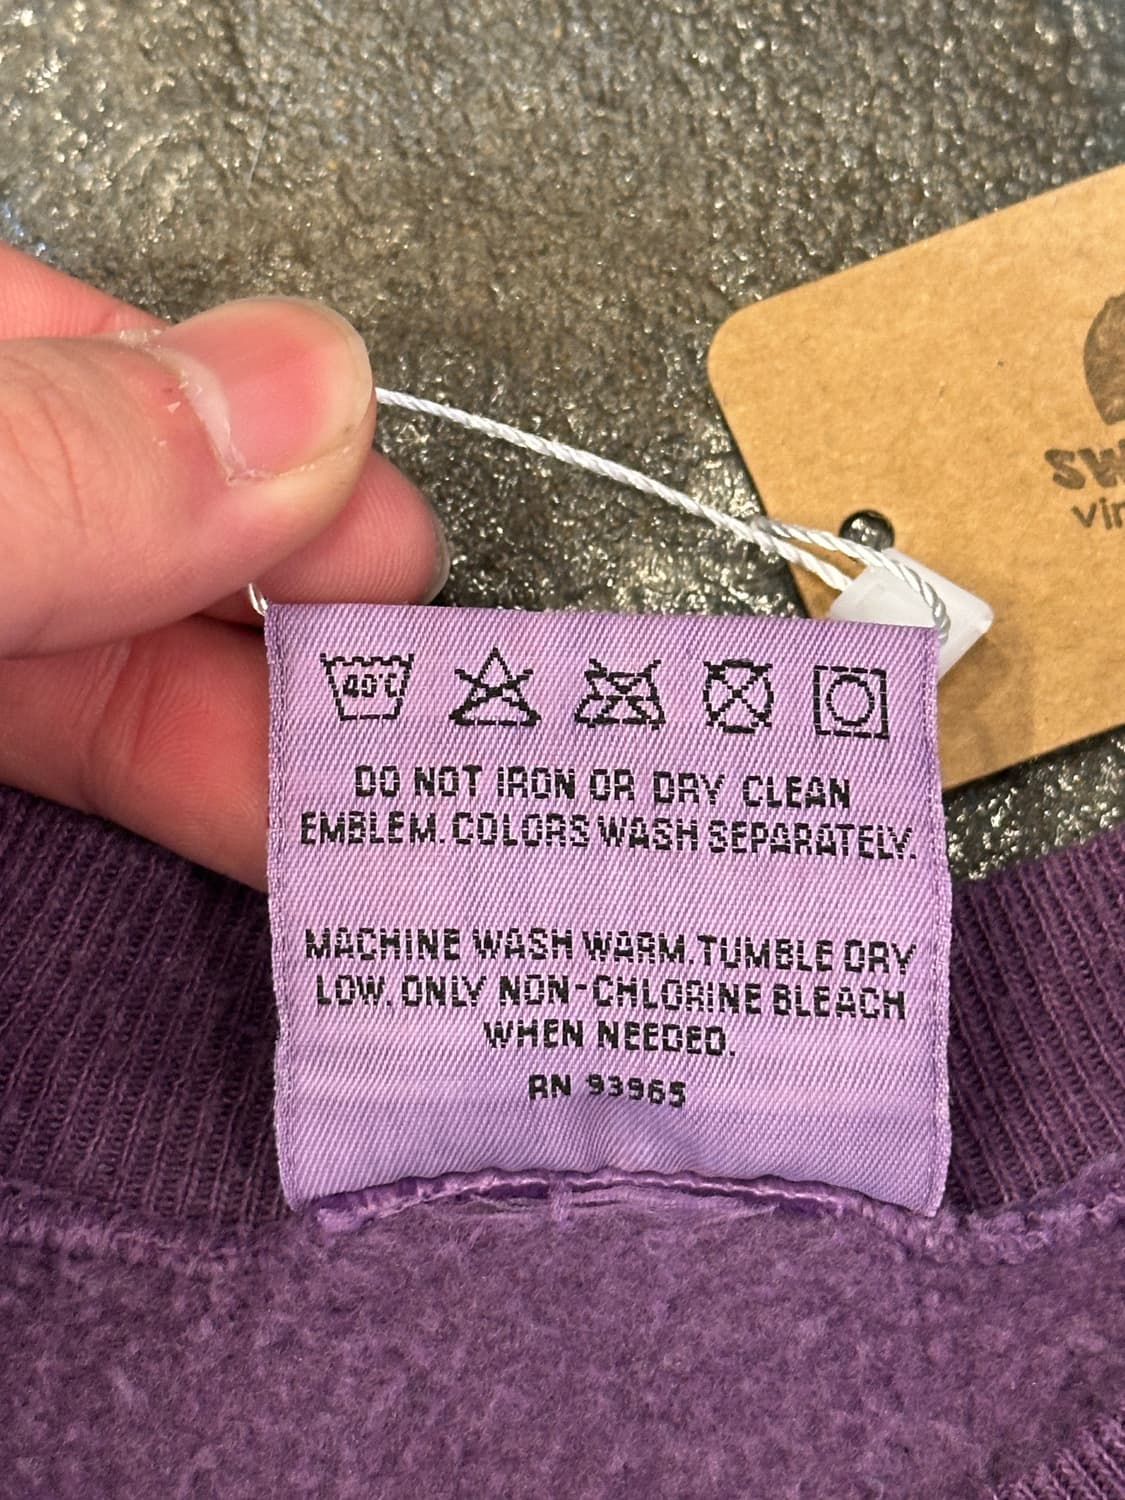 40°C
DO NOT IRON OR DRY CLEAN
EMBLEM. COLORS WASH SEPARATELY.
MACHINE WASH WARM. TUMBLE DRY
LOW. ONLY NON-CHLORINE BLEACH
WHEN NEEDED.
RN 93965